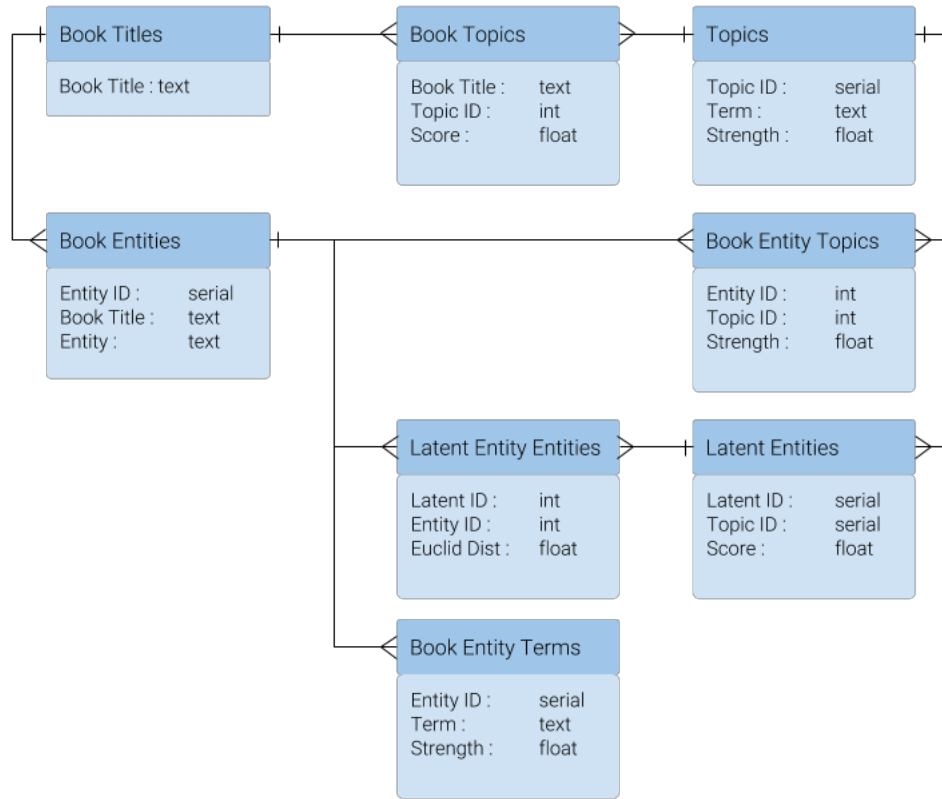 Book Titles
Book Title : text
Book Topics
Book Title : text
Topic ID : int
Score : float
Topics
Topic ID : serial
Term : text
Strength : float
Book Entities
Entity ID : serial
Book Title : text
Entity : text
Book Entity Topics
Entity ID : int
Topic ID : int
Strength : float
Latent Entity Entities
Latent ID : int
Entity ID : int
Euclid Dist : float
Latent Entities
Latent ID : serial
Topic ID : serial
Score : float
Book Entity Terms
Entity ID : serial
Term : text
Strength : float